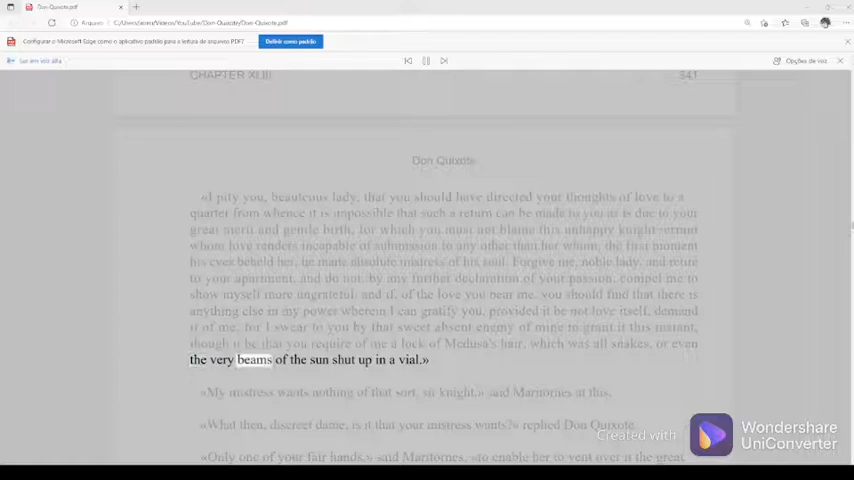 Don-Quixote.pdf
Arquivo
C:/Users/
/Videos/YouTube/Don-Quixote/Don-Quixote.pdf
Configurar o Microsoft Edge como o aplicativo padrão para a leitura de arquivos PDF?
Definir como padrão
Ler em voz alta
Opções de voz
CHAPTER XLIII
341
Don Quixote
«I pity you, beauteous lady, that you should have directed your thoughts of love to a
quarter from whence it is impossible that such a return can be made to you as is due to your
great merit and gentle birth, for which you must not blame this unhappy knight-errant
whom love renders incapable of submission to any other than her whom, the first moment
his eyes beheld her, he made absolute mistress of his soul. Forgive me, noble lady, and retire
to your apartment, and do not, by any further declaration of your passion, compel me to
show myself more ungrateful; and if, of the love you bear me, you should find that there is
anything else in my power wherein I can gratify you, provided it be not love itself, demand
it of me, for I swear to you by that sweet absent enemy of mine to grant it this instant,
though it be that you require of me a lock of Medusa's hair, which was all snakes, or even
the very beams of the sun shut up in a vial.»
«My mistress wants nothing of that sort, sir knight,» said Maritornes at this.
«What then, discreet dame, is it that your mistress wants?» replied Don Quixote.
«Only one of your fair hands,» said Maritornes, «to enable her to vent over it the great
Created with
Wondershare
UniConverter